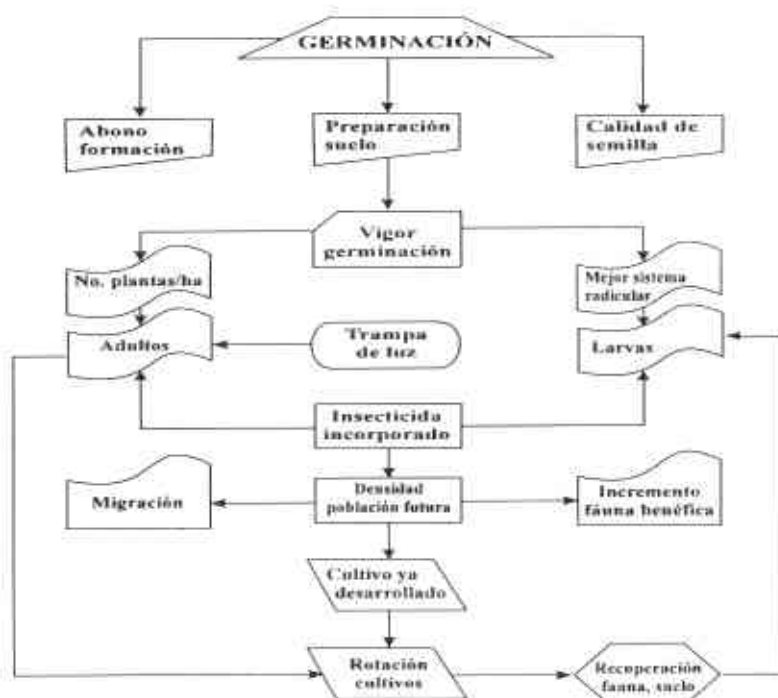 GERMINACIÓN
Abono
formación
Preparación
suelo
Calidad de
semilla
Vigor
germinación
No. plantas/ha
Mejor sistema
radicular
Adultos
Trampa
de luz
Larvas
Insecticida
incorporado
Migración
Densidad
población futura
Incremento
fáuna benéfica
Cultivo ya
desarrollado
Rotación
cultivos
Recuperación
fauna, suelo